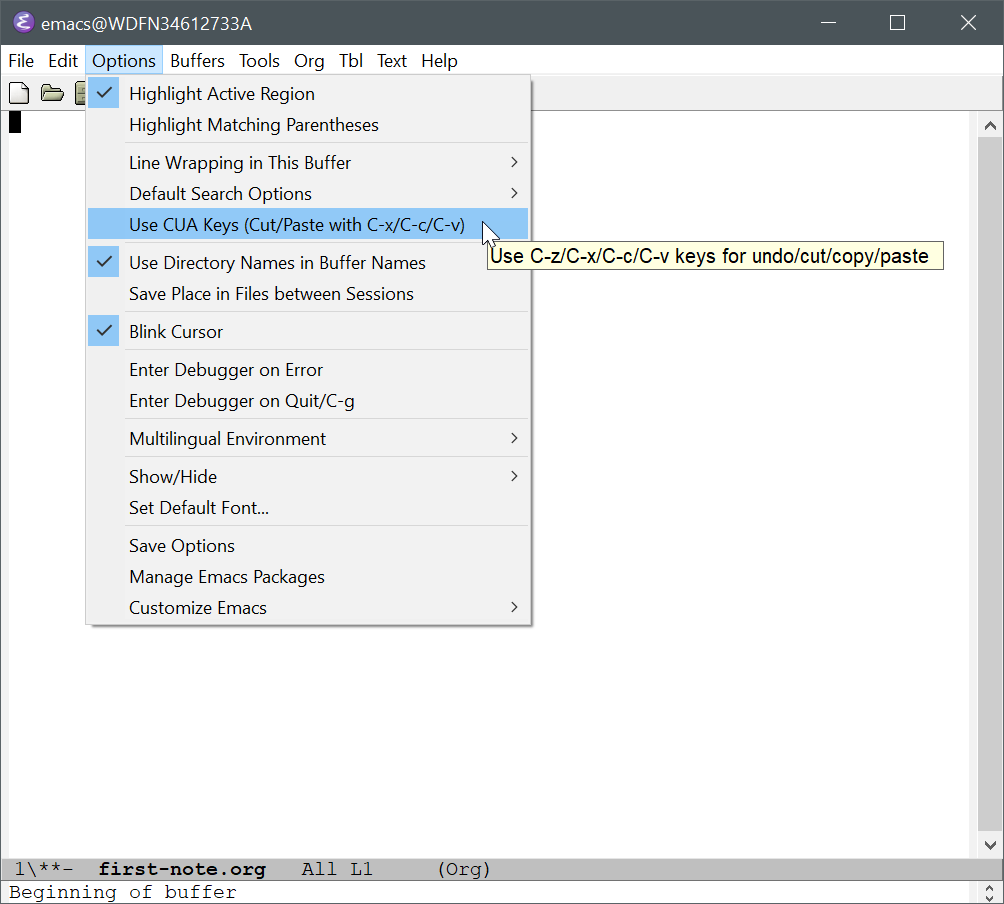 emacs@WDFN34612733A
File Edit Options Buffers Tools Org Tbl Text Help
Highlight Active Region
Highlight Matching Parentheses
Line Wrapping in This Buffer
Default Search Options
Use CUA Keys (Cut/Paste with C-x/C-c/C-v)
Use C-z/C-x/C-c/C-v keys for undo/cut/copy/paste
Use Directory Names in Buffer Names
Save Place in Files between Sessions
Blink Cursor
Enter Debugger on Error
Enter Debugger on Quit/C-g
Multilingual Environment
Show/Hide
Set Default Font...
Save Options
Manage Emacs Packages
Customize Emacs
1\**- first-note.org All L1 (Org)
Beginning of buffer